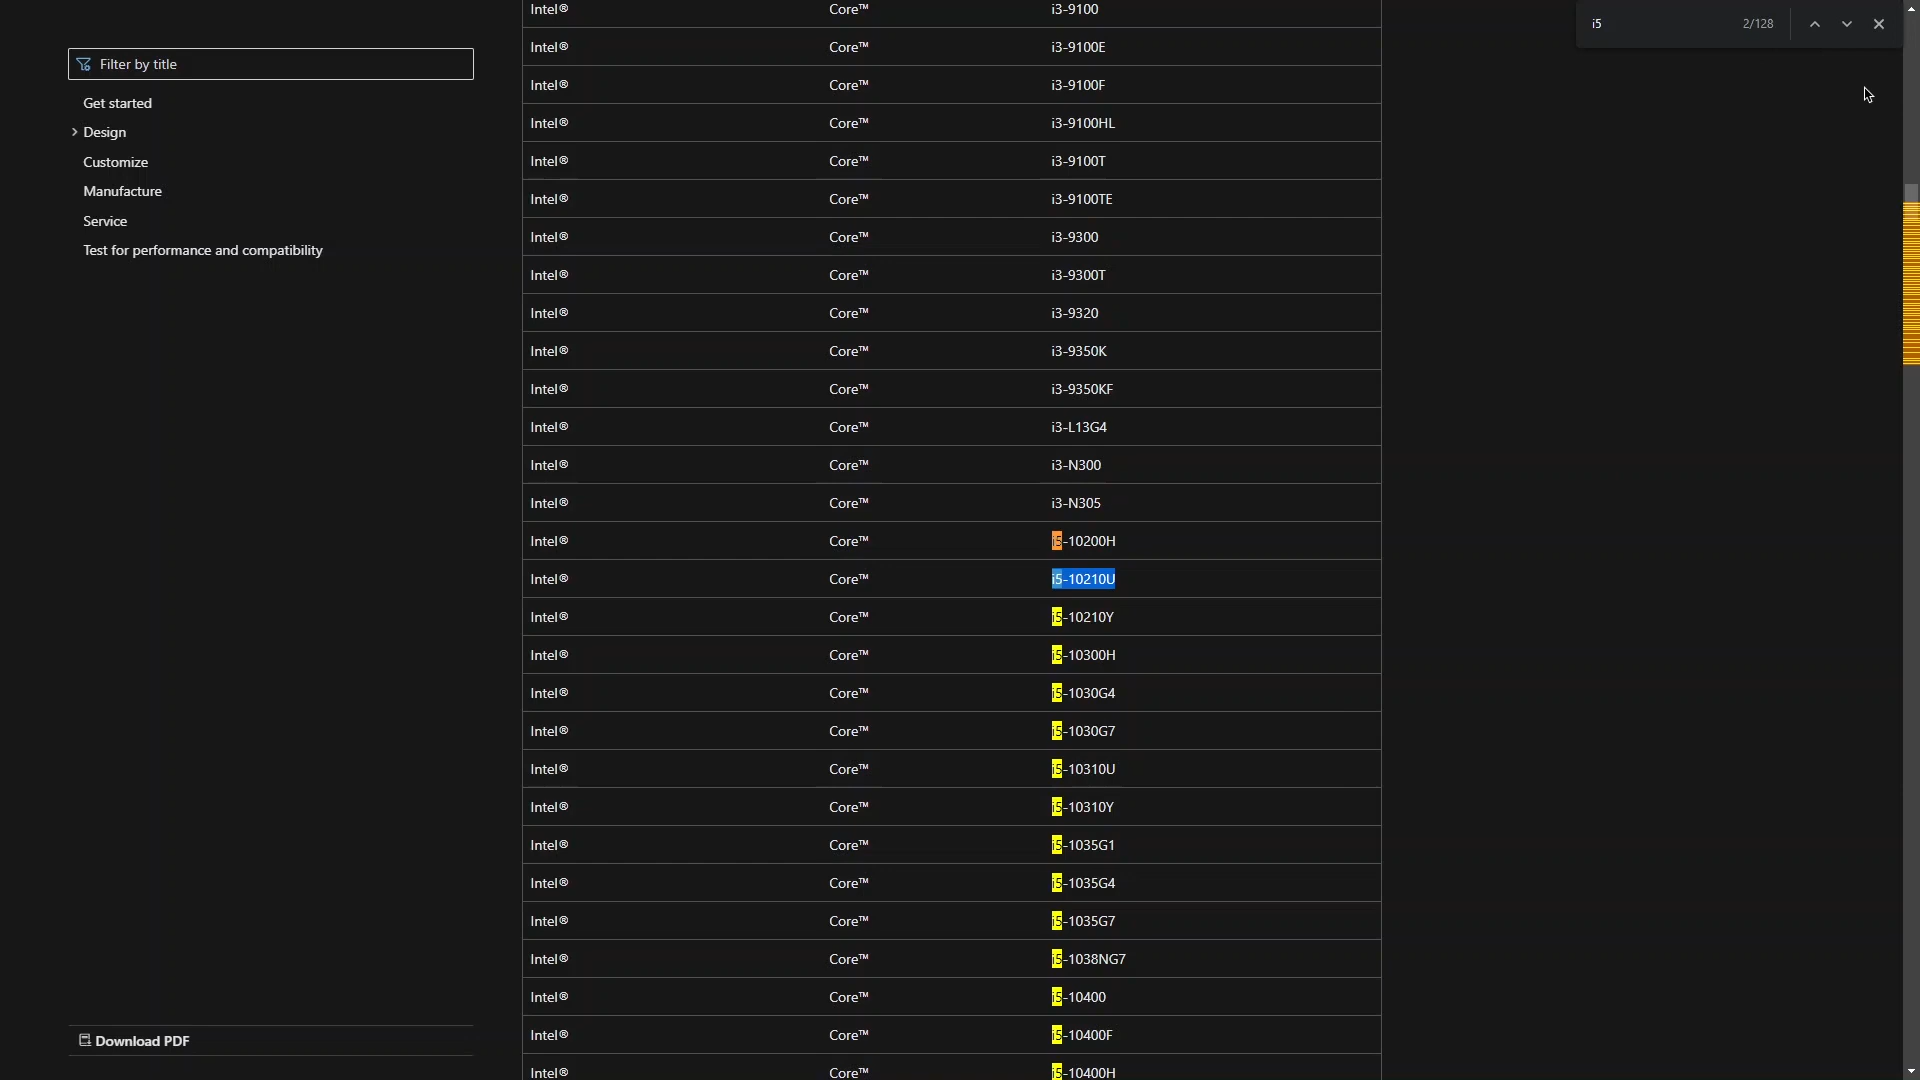 i5 2/128
Filter by title
Get started
Design
Customize
Manufacture
Service
Test for performance and compatibility
Download PDF
Intel® Core™ i3-9100
Intel® Core™ i3-9100E
Intel® Core™ i3-9100F
Intel® Core™ i3-9100HL
Intel® Core™ i3-9100T
Intel® Core™ i3-9100TE
Intel® Core™ i3-9300
Intel® Core™ i3-9300T
Intel® Core™ i3-9320
Intel® Core™ i3-9350K
Intel® Core™ i3-9350KF
Intel® Core™ i3-L13G4
Intel® Core™ i3-N300
Intel® Core™ i3-N305
Intel® Core™ i5-10200H
Intel® Core™ i5-10210U
Intel® Core™ i5-10210Y
Intel® Core™ i5-10300H
Intel® Core™ i5-1030G4
Intel® Core™ i5-1030G7
Intel® Core™ i5-10310U
Intel® Core™ i5-10310Y
Intel® Core™ i5-1035G1
Intel® Core™ i5-1035G4
Intel® Core™ i5-1035G7
Intel® Core™ i5-1038NG7
Intel® Core™ i5-10400
Intel® Core™ i5-10400F
Intel® Core™ i5-10400H